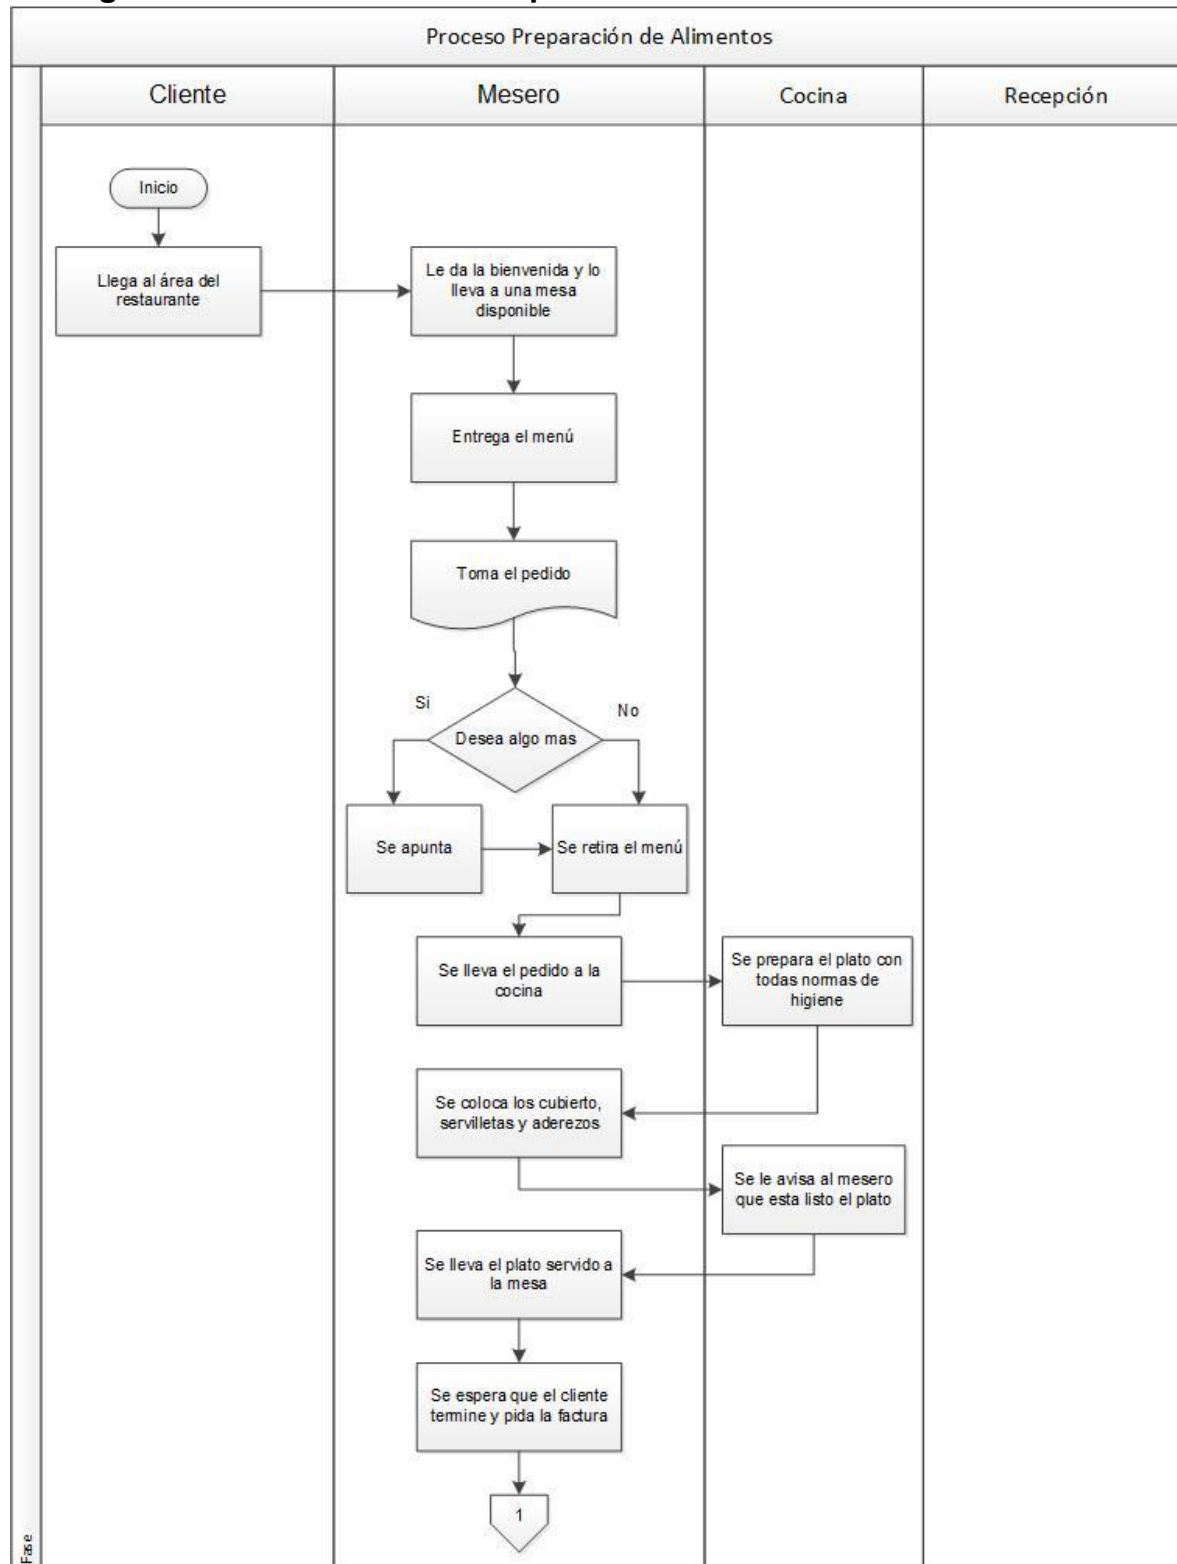 Proceso Preparación de Alimentos
Cliente
Mesero
Cocina
Recepción
Inicio
Llega al área del
restaurante
Le da la bienvenida y lo
lleva a una mesa
disponible
Entrega el menú
Toma el pedido
Si
No
Desea algo mas
Se apunta
Se retira el menú
Se lleva el pedido a la
cocina
Se prepara el plato con
todas normas de
higiene
Se coloca los cubierto,
servilletas y aderezos
Se le avisa al mesero
que esta listo el plato
Se lleva el plato servido a
la mesa
Se espera que el cliente
termine y pida la factura
1
Fase